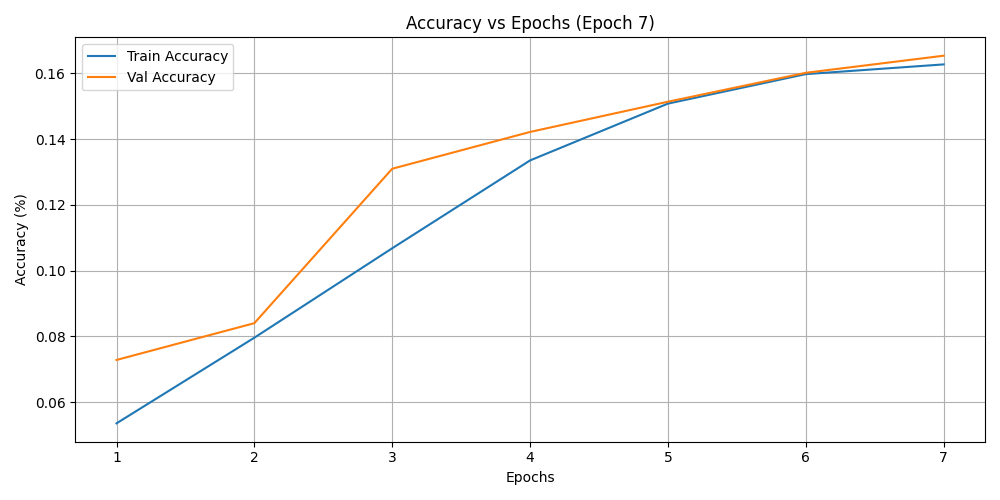 Accuracy vs Epochs (Epoch 7)
Train Accuracy
Val Accuracy
Accuracy (%)
0.16
0.14
0.12
0.10
0.08
0.06
1 2 3 4 5 6 7
Epochs